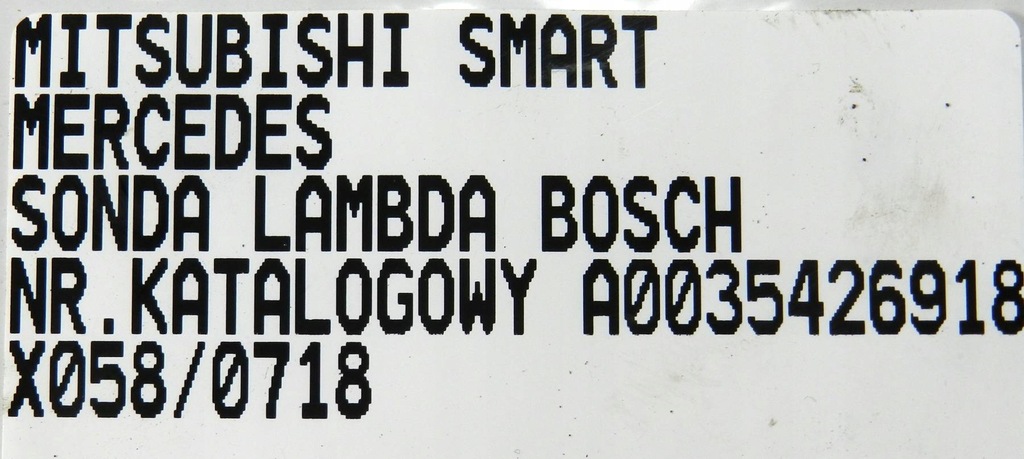 MITSUBISHI SMART
MERCEDES
SONDA LAMBDA BOSCH
NR.KATALOGOWY A0035426918
X058/0718